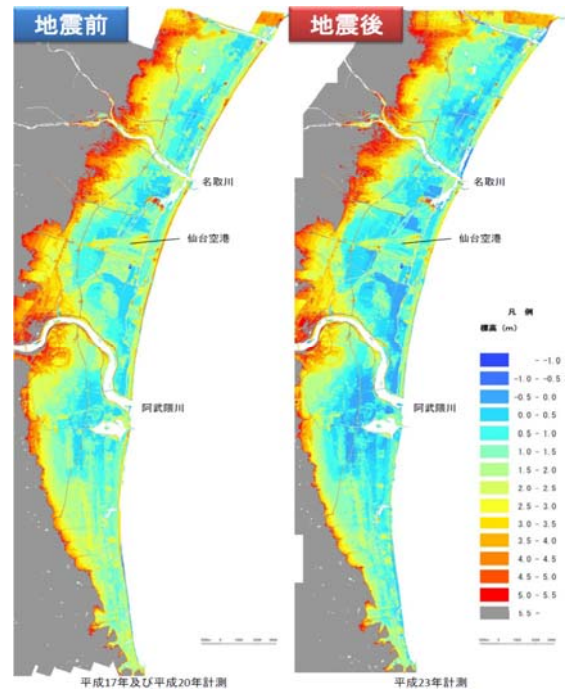 地震前
地震後
名取川
仙台空港
阿武隈川
名取川
仙台空港
阿武隈川
凡 例
標高 (m)
- -1.0
-1.0 - -0.5
-0.5 - 0.0
0.0 - 0.5
0.5 - 1.0
1.0 - 1.5
1.5 - 2.0
2.0 - 2.5
2.5 - 3.0
3.0 - 3.5
3.5 - 4.0
4.0 - 4.5
4.5 - 5.0
5.0 - 5.5
5.5 -
平成17年及び平成20年計測
平成23年計測